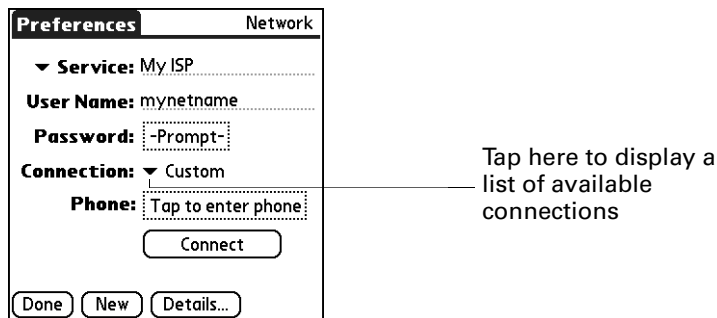 Preferences Network
Service: My ISP
User Name: mynetname
Password: -Prompt-
Connection: Custom
Phone: Tap to enter phone
Connect
Done New Details...
Tap here to display a
list of available
connections